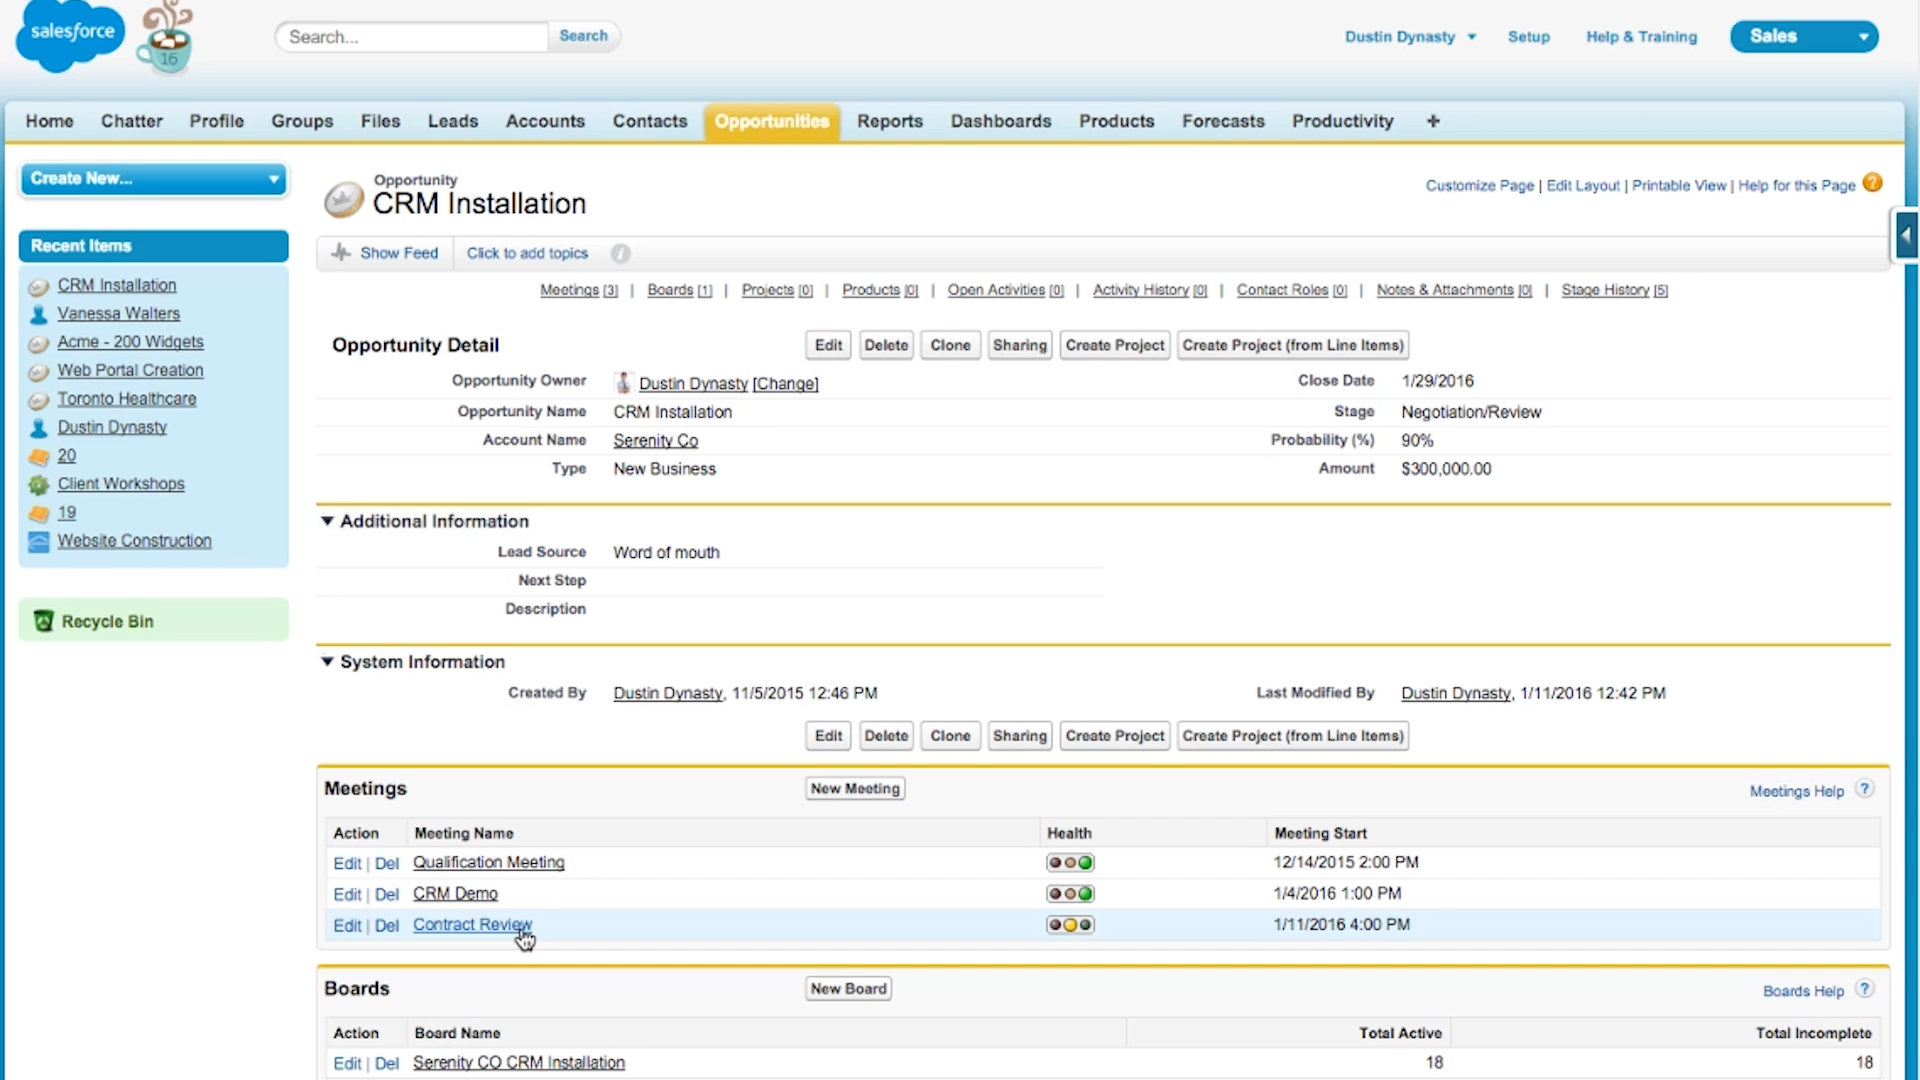 salesforce
16
Search...
Search
Dustin Dynasty
Setup
Help & Training
Sales
Home
Chatter
Profile
Groups
Files
Leads
Accounts
Contacts
Opportunities
Reports
Dashboards
Products
Forecasts
Productivity
+
Create New...
Recent Items
CRM Installation
Vanessa Walters
Acme - 200 Widgets
Web Portal Creation
Toronto Healthcare
Dustin Dynasty
20
Client Workshops
19
Website Construction
Recycle Bin
Opportunity
CRM Installation
Customize Page | Edit Layout | Printable View | Help for this Page ?
Show Feed
Click to add topics
i
Meetings [3] | Boards [1] | Projects [0] | Products [0] | Open Activities [0] | Activity History [0] | Contact Roles [0] | Notes & Attachments [0] | Stage History [5]
Opportunity Detail
Edit
Delete
Clone
Sharing
Create Project
Create Project (from Line Items)
Opportunity Owner Dustin Dynasty [Change]
Close Date 1/29/2016
Opportunity Name CRM Installation
Stage Negotiation/Review
Account Name Serenity Co
Probability (%) 90%
Type New Business
Amount $300,000.00
Additional Information
Lead Source Word of mouth
Next Step
Description
System Information
Created By Dustin Dynasty, 11/5/2015 12:46 PM
Last Modified By Dustin Dynasty, 1/11/2016 12:42 PM
Edit
Delete
Clone
Sharing
Create Project
Create Project (from Line Items)
Meetings
New Meeting
Meetings Help ?
Action Meeting Name Health Meeting Start
Edit | Del Qualification Meeting 12/14/2015 2:00 PM
Edit | Del CRM Demo 1/4/2016 1:00 PM
Edit | Del Contract Review 1/11/2016 4:00 PM
Boards
New Board
Boards Help ?
Action Board Name Total Active Total Incomplete
Edit | Del Serenity CO CRM Installation 18 18